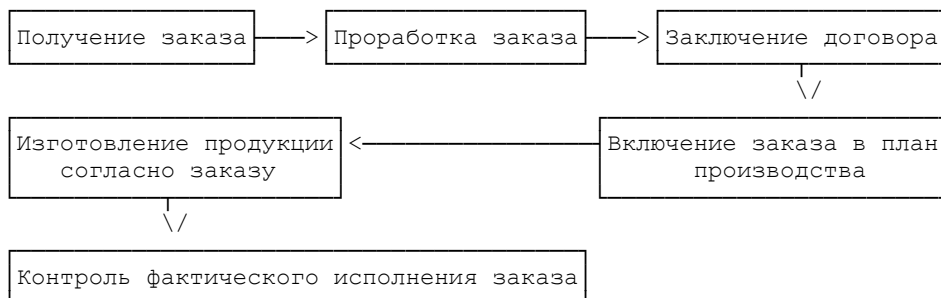 Получение заказа
Проработка заказа
Заключение договора
Изготовление продукции
согласно заказу
Включение заказа в план
производства
Контроль фактического исполнения заказа